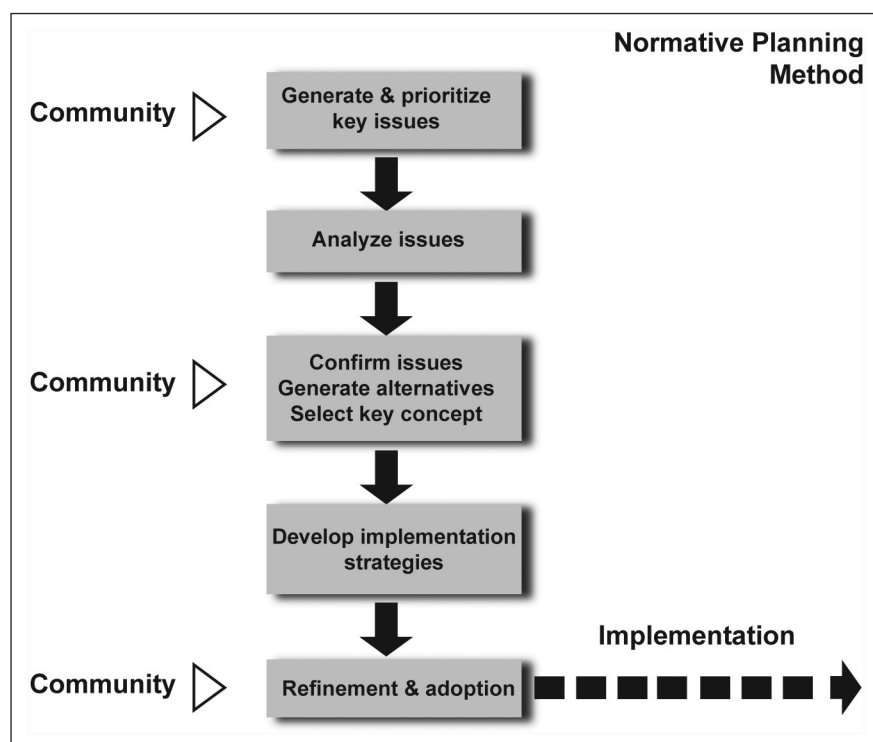 Normative Planning
Method
Community
Generate & prioritize
key issues
Analyze issues
Community
Confirm issues
Generate alternatives
Select key concept
Develop implementation
strategies
Implementation
Community
Refinement & adoption